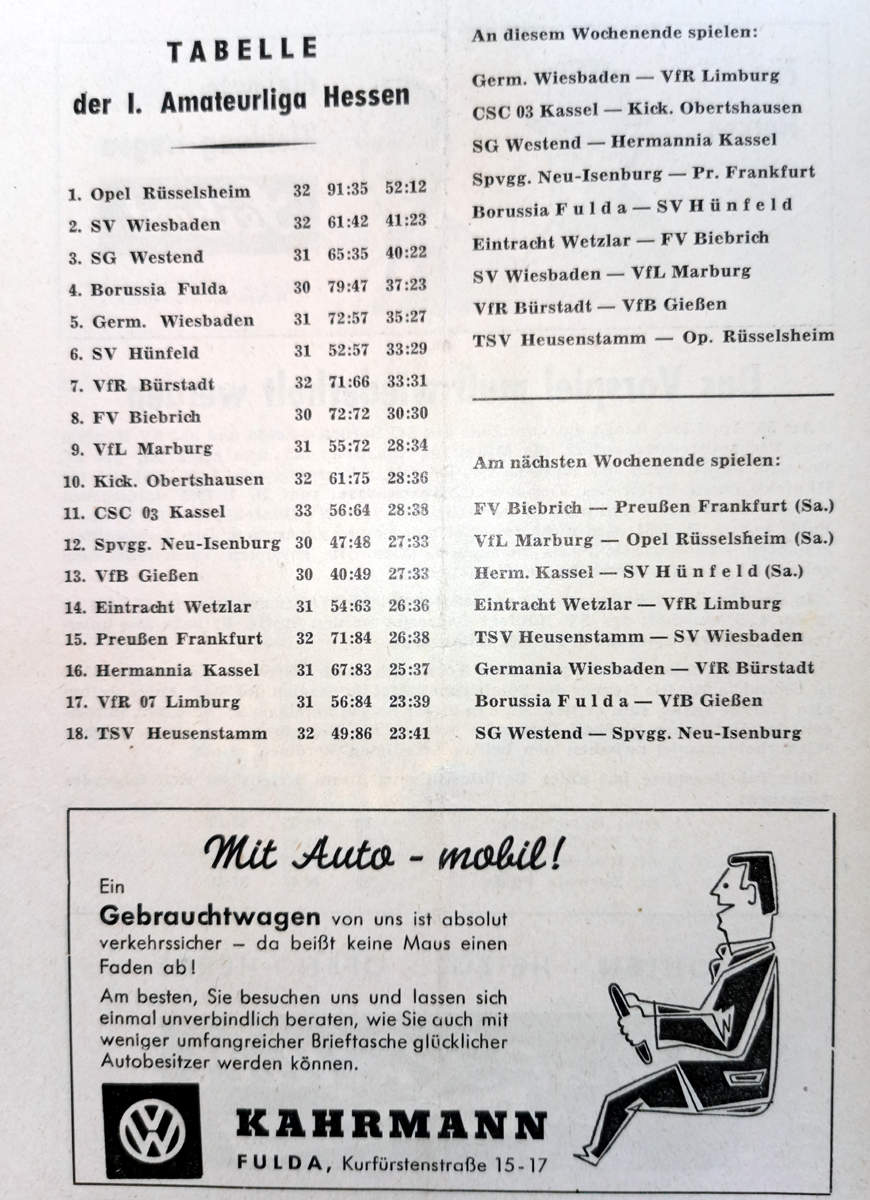 TABELLE
der I. Amateurliga Hessen
1. Opel Rüsselsheim 32 91:35 52:12
2. SV Wiesbaden 32 61:42 41:23
3. SG Westend 31 65:35 40:22
4. Borussia Fulda 30 79:47 37:23
5. Germ. Wiesbaden 31 72:57 35:27
6. SV Hünfeld 31 52:57 33:29
7. VfR Bürstadt 32 71:66 33:31
8. FV Biebrich 30 72:72 30:30
9. VfL Marburg 31 55:72 28:34
10. Kick. Obertshausen 32 61:75 28:36
11. CSC 03 Kassel 33 56:64 28:38
12. Spvgg. Neu-Isenburg 30 47:48 27:33
13. VfB Gießen 30 40:49 27:33
14. Eintracht Wetzlar 31 54:63 26:36
15. Preußen Frankfurt 32 71:84 26:38
16. Hermannia Kassel 31 67:83 25:37
17. VfR 07 Limburg 31 56:84 23:39
18. TSV Heusenstamm 32 49:86 23:41
An diesem Wochenende spielen:
Germ. Wiesbaden — VfR Limburg
CSC 03 Kassel — Kick. Obertshausen
SG Westend — Hermannia Kassel
Spvgg. Neu-Isenburg — Pr. Frankfurt
Borussia Fulda — SV Hünfeld
Eintracht Wetzlar — FV Biebrich
SV Wiesbaden — VfL Marburg
VfR Bürstadt — VfB Gießen
TSV Heusenstamm — Op. Rüsselsheim
Am nächsten Wochenende spielen:
FV Biebrich — Preußen Frankfurt (Sa.)
VfL Marburg — Opel Rüsselsheim (Sa.)
Herm. Kassel — SV Hünfeld (Sa.)
Eintracht Wetzlar — VfR Limburg
TSV Heusenstamm — SV Wiesbaden
Germania Wiesbaden — VfR Bürstadt
Borussia Fulda — VfB Gießen
SG Westend — Spvgg. Neu-Isenburg
Mit Auto - mobil!
Ein
Gebrauchtwagen von uns ist absolut
verkehrssicher – da beißt keine Maus einen
Faden ab!
Am besten, Sie besuchen uns und lassen sich
einmal unverbindlich beraten, wie Sie auch mit
weniger umfangreicher Brieftasche glücklicher
Autobesitzer werden können.
VW
KAHRMANN
FULDA, Kurfürstenstraße 15-17